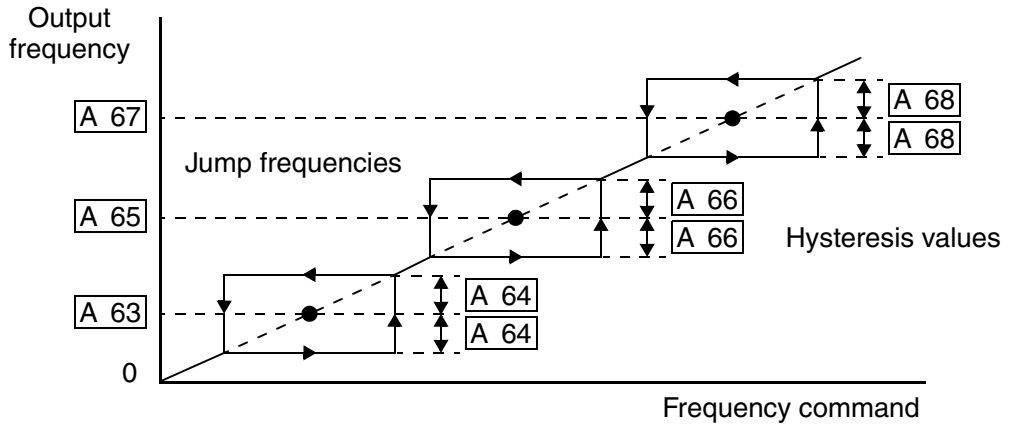 Output
frequency
A 67
A 68
A 68
Jump frequencies
A 65
A 66
A 66
Hysteresis values
A 63
A 64
A 64
0
Frequency command